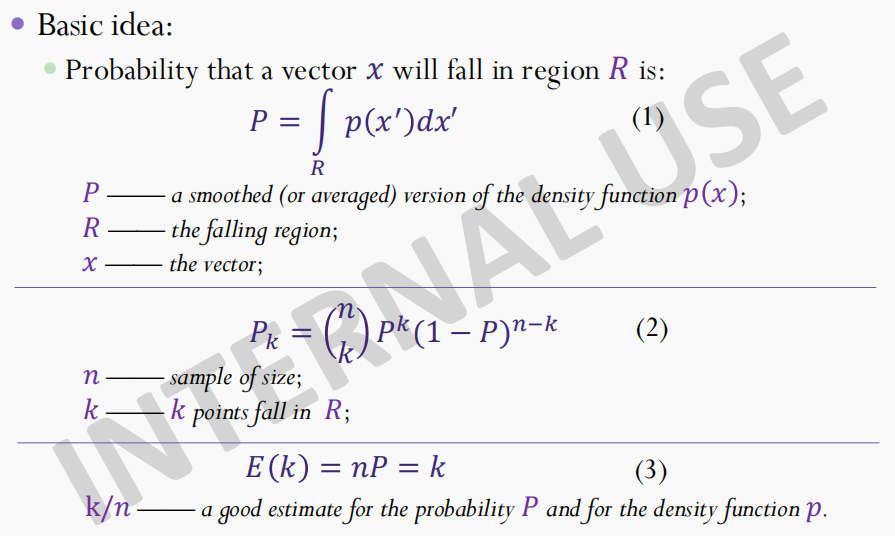 Basic idea:
Probability that a vector x will fall in region R is:
P = ∫_R p(x′)dx′ (1)
P —— a smoothed (or averaged) version of the density function p(x);
R —— the falling region;
x —— the vector;
P_k = (n k) P^k (1 − P)^{n−k} (2)
n —— sample of size;
k —— k points fall in R;
E(k) = nP = k (3)
k/n —— a good estimate for the probability P and for the density function p.
INTERNAL USE